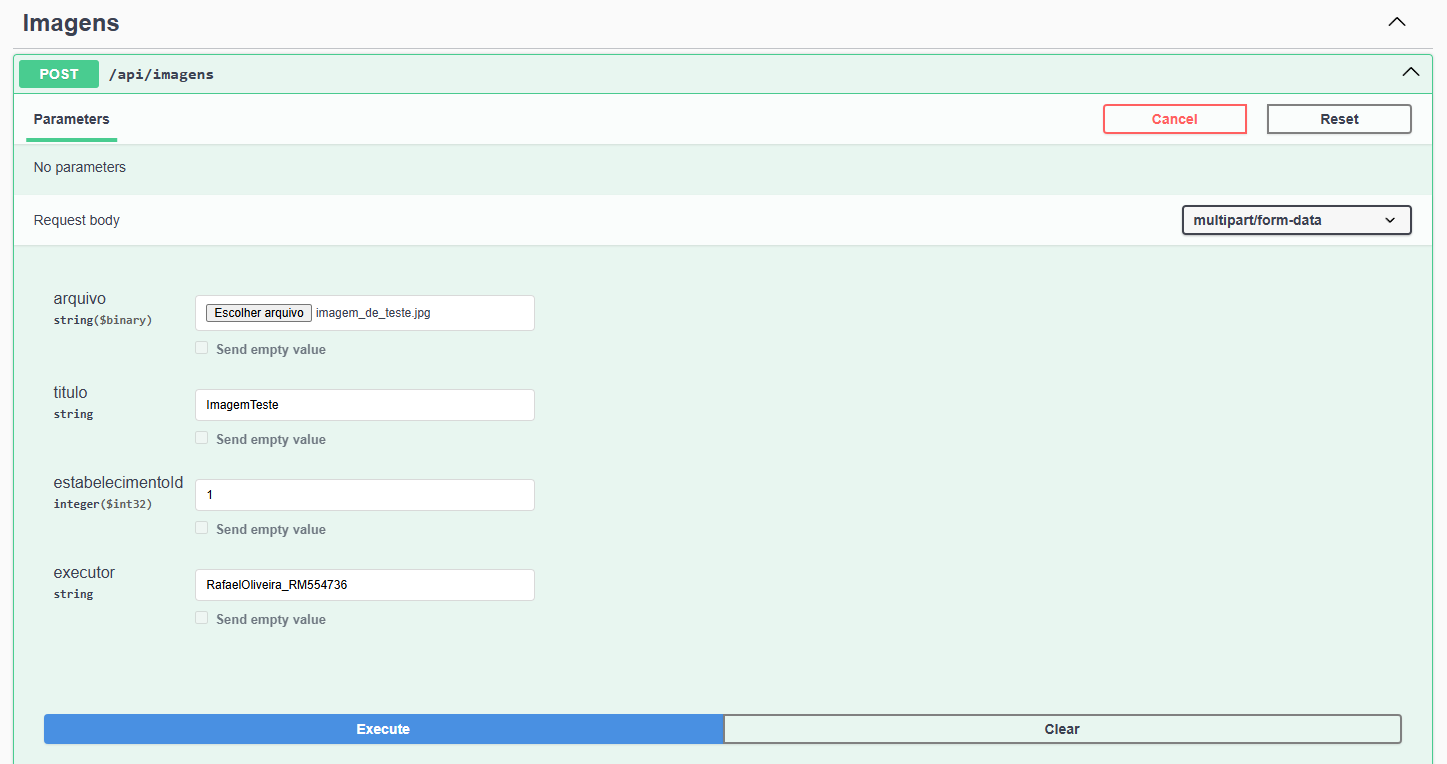 Imagens
POST /api/imagens
Parameters Cancel Reset
No parameters
Request body multipart/form-data
arquivo
string($binary)
Escolher arquivo imagem_de_teste.jpg
Send empty value
titulo
string
ImagemTeste
Send empty value
estabelecimentoId
integer($int32)
1
Send empty value
executor
string
RafaelOliveira_RM554736
Send empty value
Execute Clear